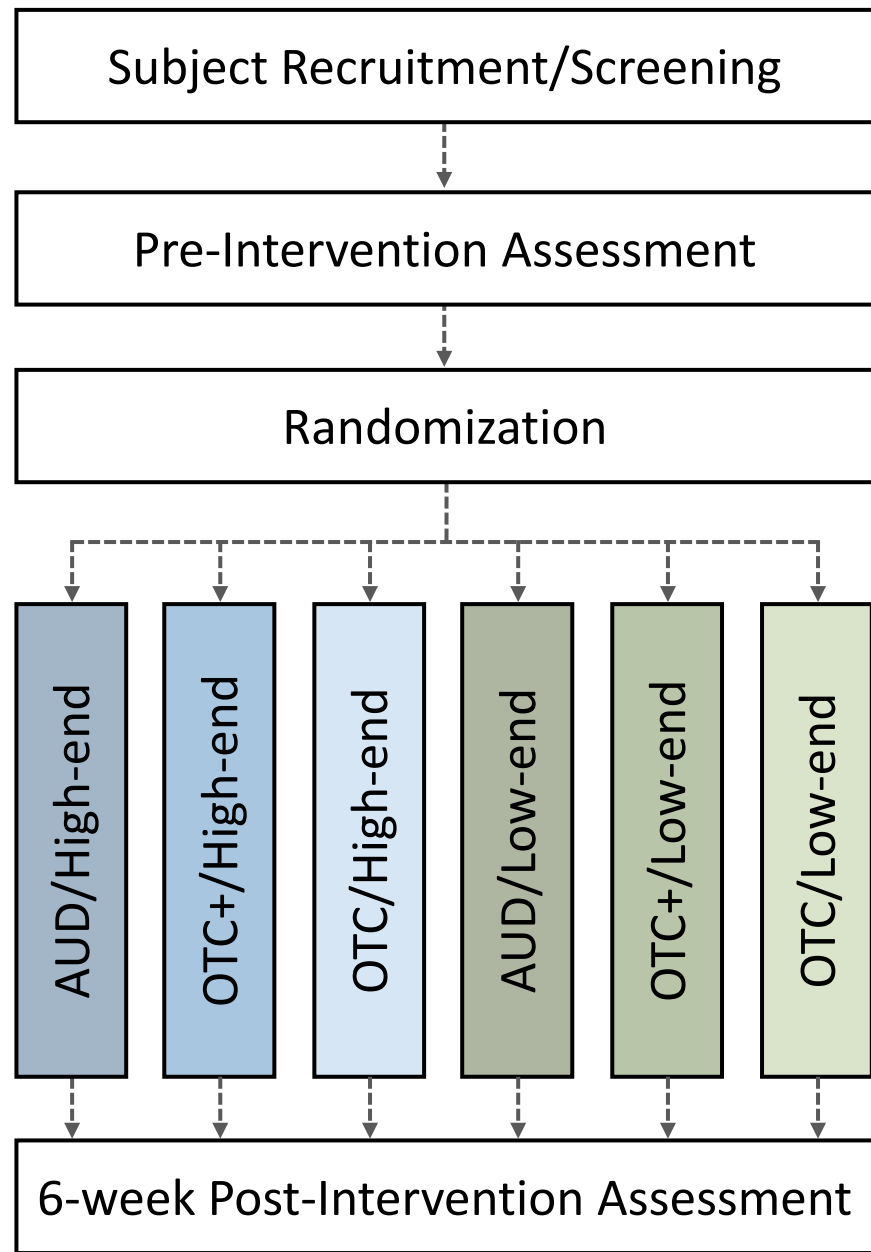 Subject Recruitment/Screening
Pre-Intervention Assessment
Randomization
AUD/High-end
OTC+/High-end
OTC/High-end
AUD/Low-end
OTC+/Low-end
OTC/Low-end
6-week Post-Intervention Assessment